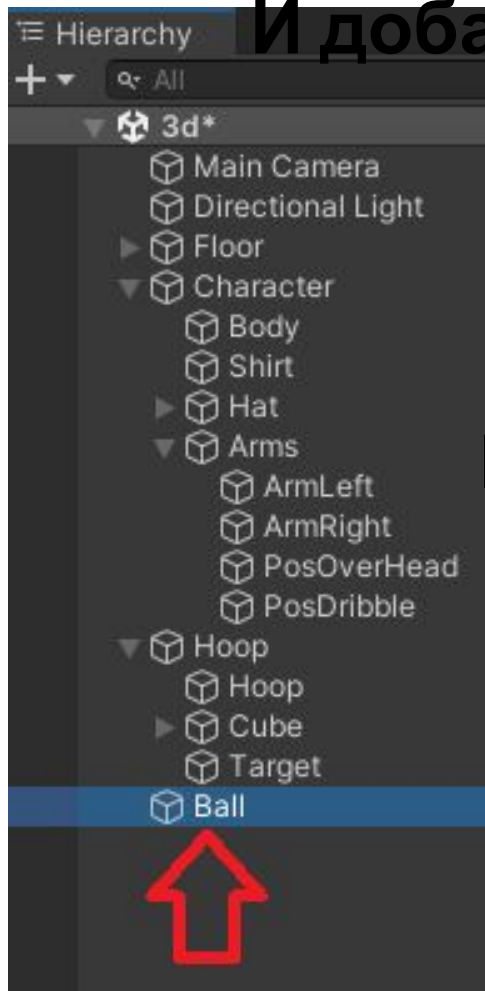 И доба
Hierarchy
All
3d*
Main Camera
Directional Light
Floor
Character
Body
Shirt
Hat
Arms
ArmLeft
ArmRight
PosOverHead
PosDribble
Hoop
Hoop
Cube
Target
Ball